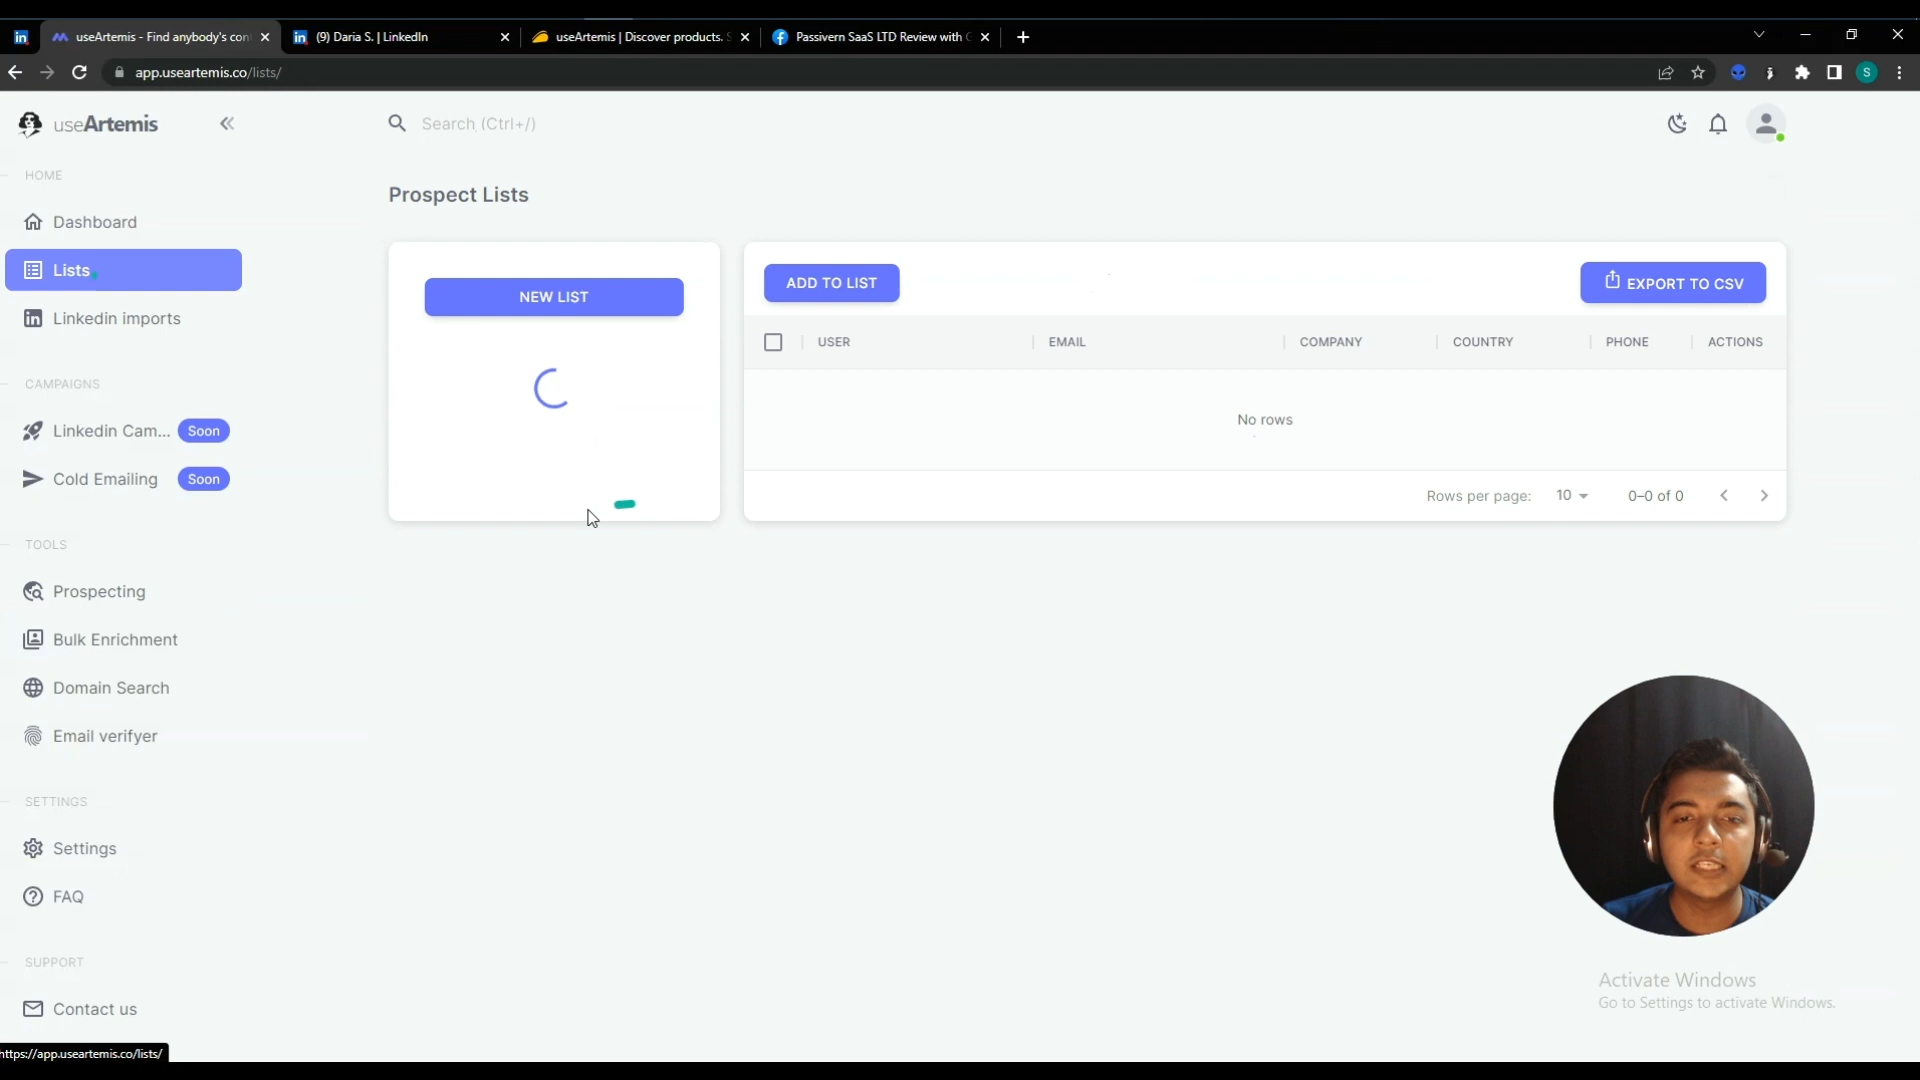 useArtemis - Find anybody's con
(9) Daria S. | LinkedIn
useArtemis | Discover products. S
Passivern SaaS LTD Review with C
app.useartemis.co/lists/
S
useArtemis
Search (Ctrl+/)
HOME
Dashboard
Lists
Linkedin imports
CAMPAIGNS
Linkedin Cam... Soon
Cold Emailing Soon
TOOLS
Prospecting
Bulk Enrichment
Domain Search
Email verifyer
SETTINGS
Settings
FAQ
SUPPORT
Contact us
https://app.useartemis.co/lists/
Prospect Lists
NEW LIST
ADD TO LIST
EXPORT TO CSV
USER EMAIL COMPANY COUNTRY PHONE ACTIONS
No rows
Rows per page: 10 0–0 of 0
Activate Windows
Go to Settings to activate Windows.